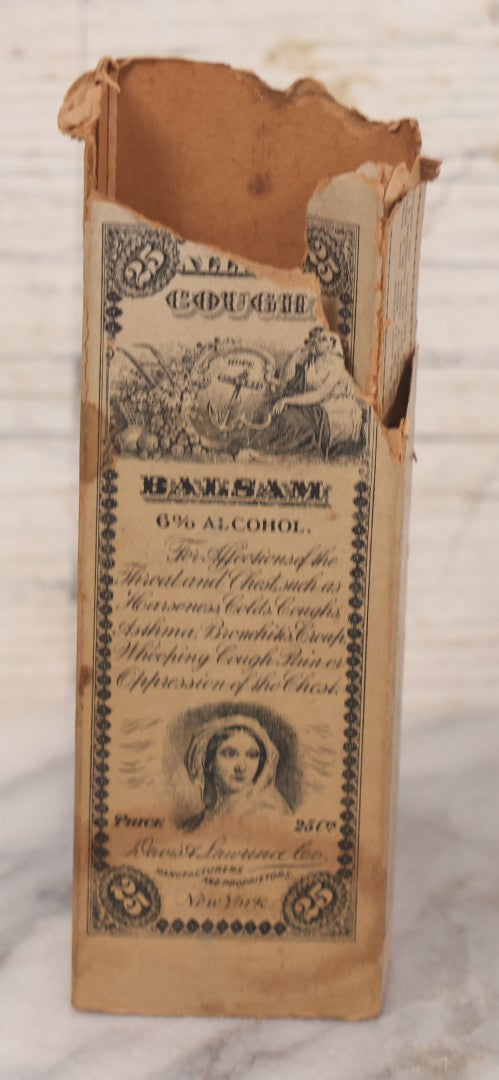 25 25
COUGH
BALSAM
6% ALCOHOL.
For Affections of the
Throat and Chest, such as
Hoarseness, Colds, Coughs,
Asthma, Bronchitis, Croup,
Whooping Cough, Pain or
Oppression of the Chest.
PRICE 25 Cts
Davis & Lawrence Co.
MANUFACTURERS
AND PROPRIETORS
New York.
25 25